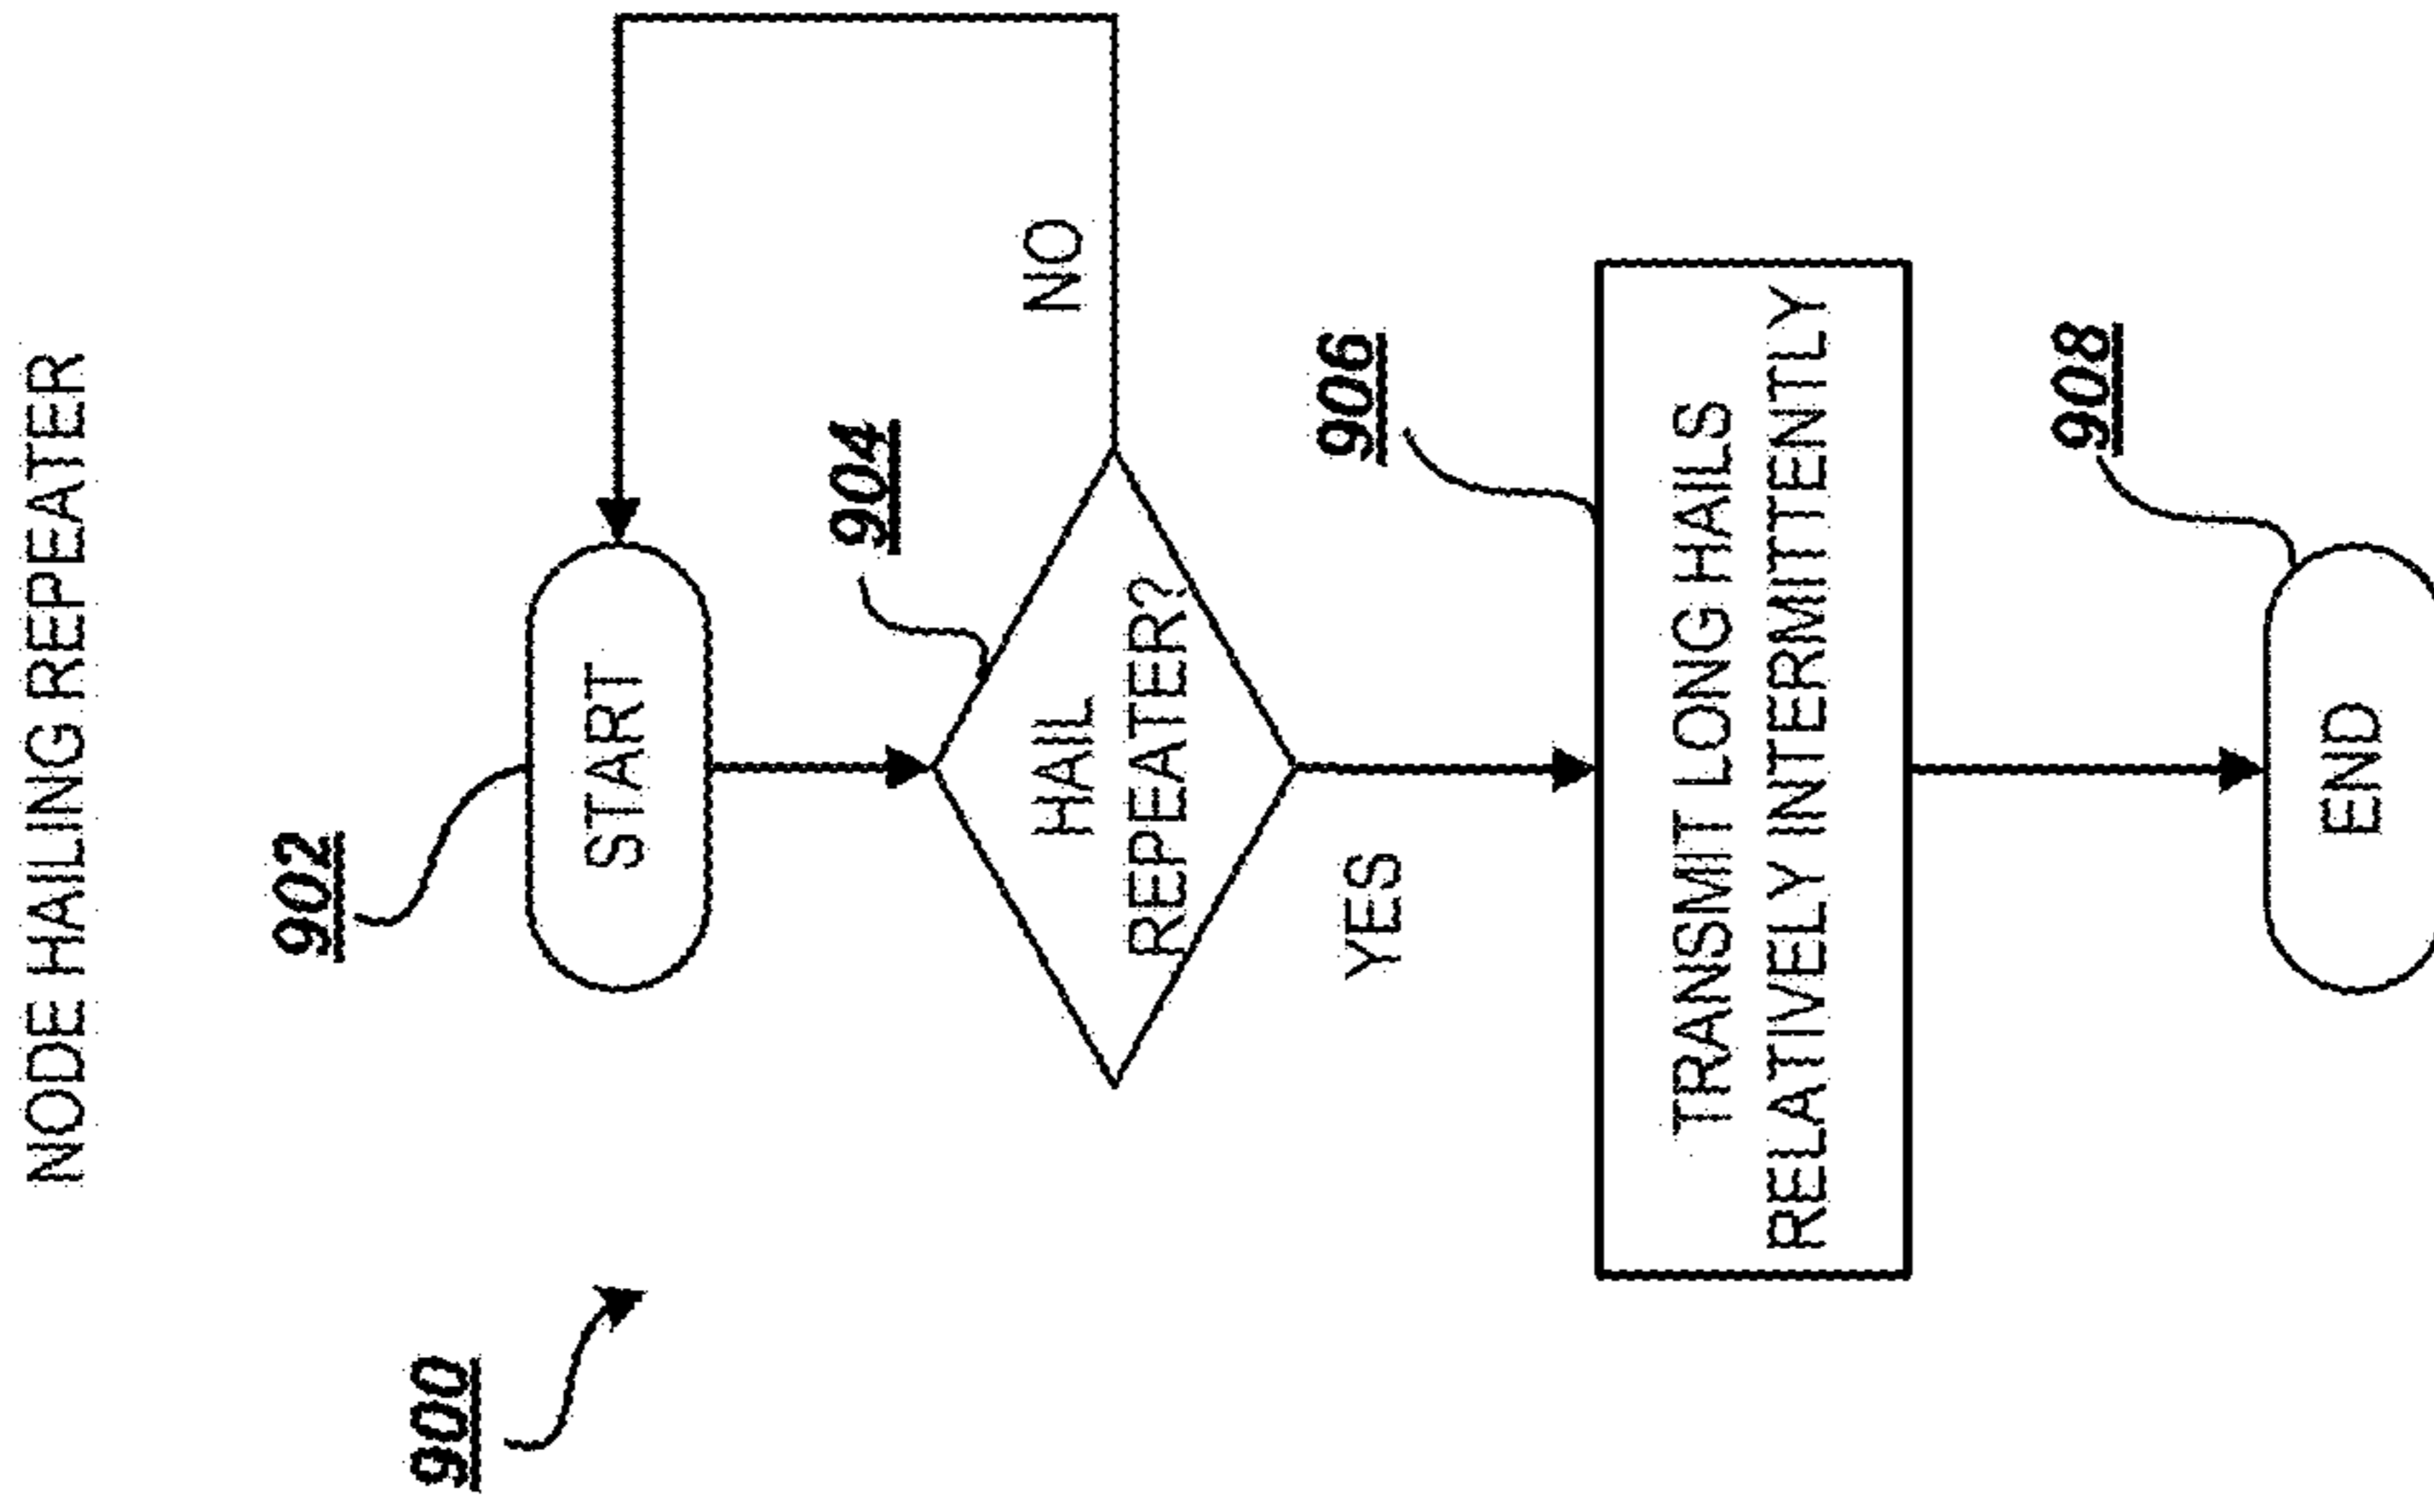 NODE HAILING REPEATER
900
902
START
904
HAIL
REPEATER?
NO
YES
906
TRANSMIT LONG HAILS
RELATIVELY INTERMITTENTLY
908
END